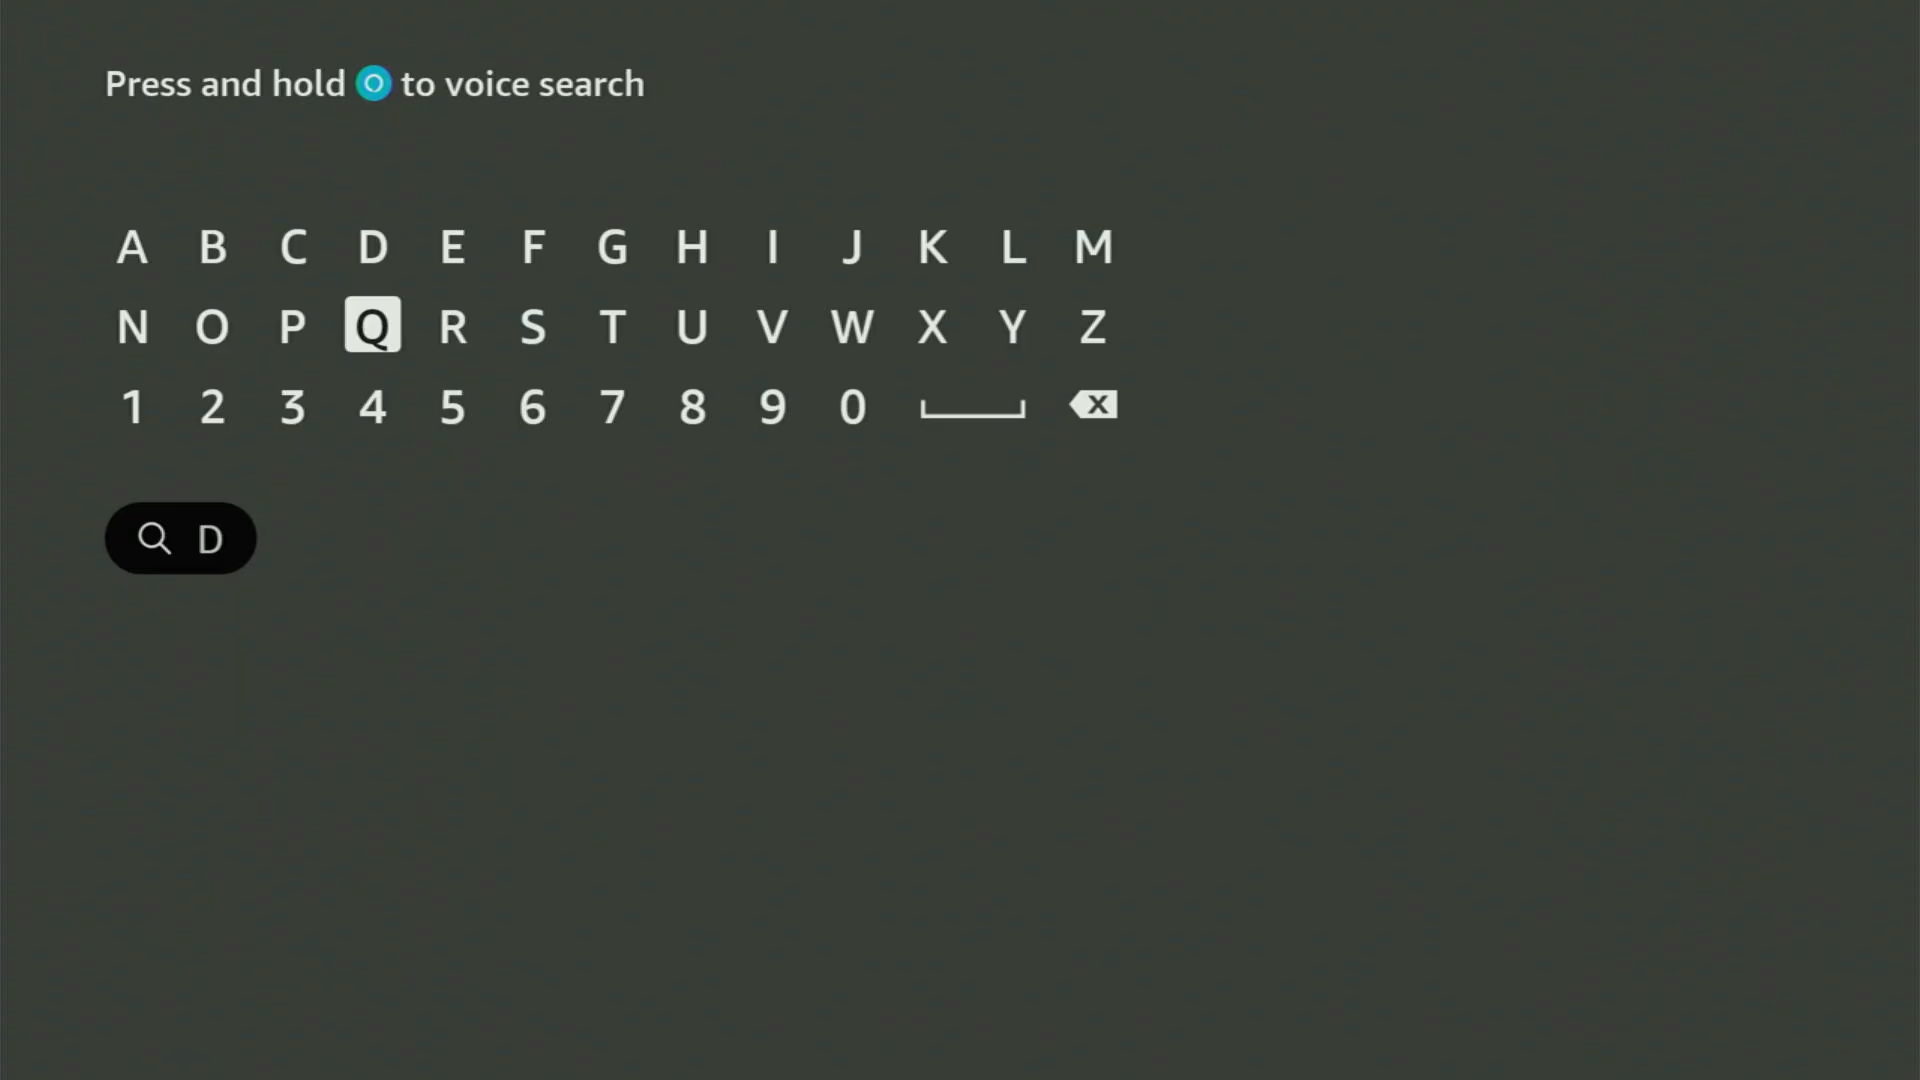 Press and hold to voice search
A B C D E F G H I J K L M
N O P Q R S T U V W X Y Z
1 2 3 4 5 6 7 8 9 0
D